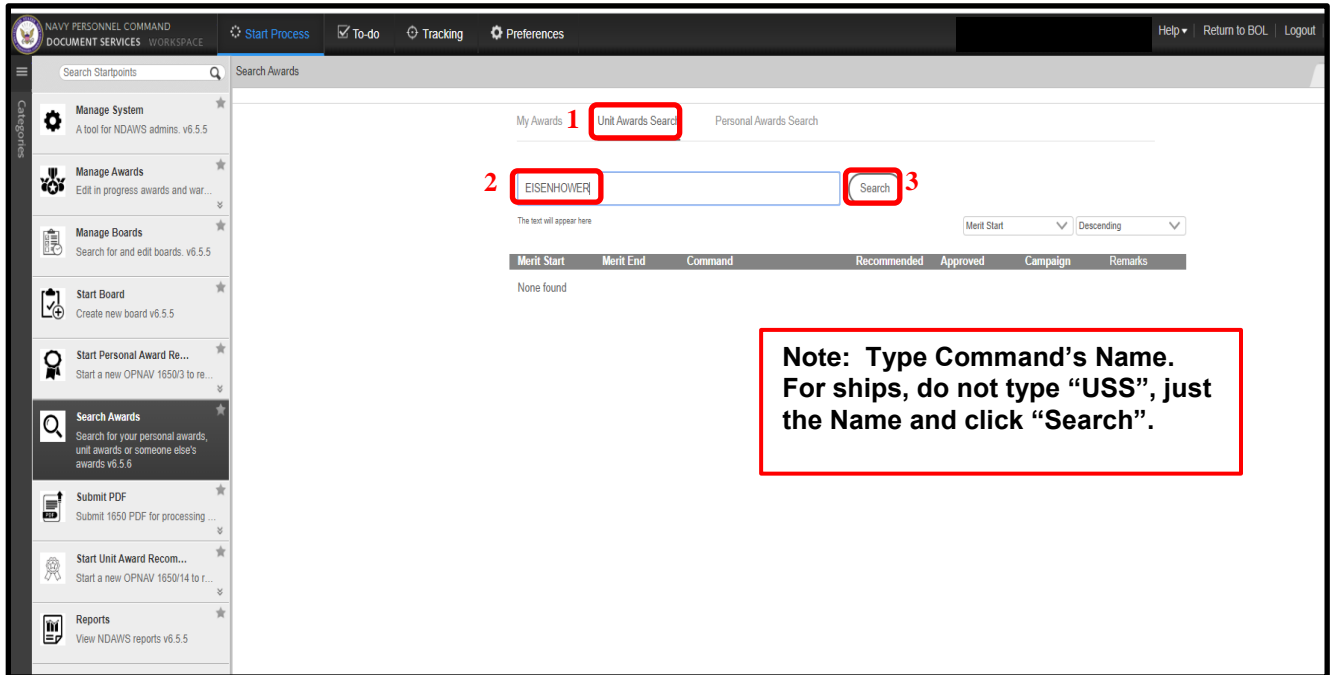 NAVY PERSONNEL COMMAND
DOCUMENT SERVICES WORKSPACE
Start Process
To-do
Tracking
Preferences
Help
Return to BOL
Logout
Search Startpoints
Search Awards
Categories
Manage System
A tool for NDAWS admins. v6.5.5
Manage Awards
Edit in progress awards and war...
Manage Boards
Search for and edit boards. v6.5.5
Start Board
Create new board v6.5.5
Start Personal Award Re...
Start a new OPNAV 1650/3 to re...
Search Awards
Search for your personal awards,
unit awards or someone else's
awards v6.5.6
Submit PDF
Submit 1650 PDF for processing ...
Start Unit Award Recom...
Start a new OPNAV 1650/14 to r...
Reports
View NDAWS reports v6.5.5
My Awards 1 Unit Awards Search Personal Awards Search
2 EISENHOWER Search 3
The text will appear here
Merit Start Descending
Merit Start Merit End Command Recommended Approved Campaign Remarks
None found
Note: Type Command’s Name.
For ships, do not type “USS”, just
the Name and click “Search”.